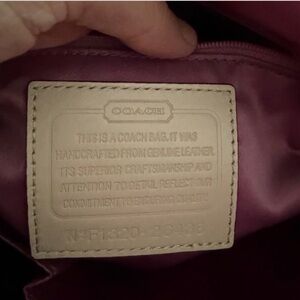 COACH
THIS IS A COACH BAG. IT WAS
HANDCRAFTED FROM GENUINE LEATHER.
ITS SUPERIOR CRAFTSMANSHIP AND
ATTENTION TO DETAIL REFLECT OUR
COMMITMENT TO ENDURING QUALITY.